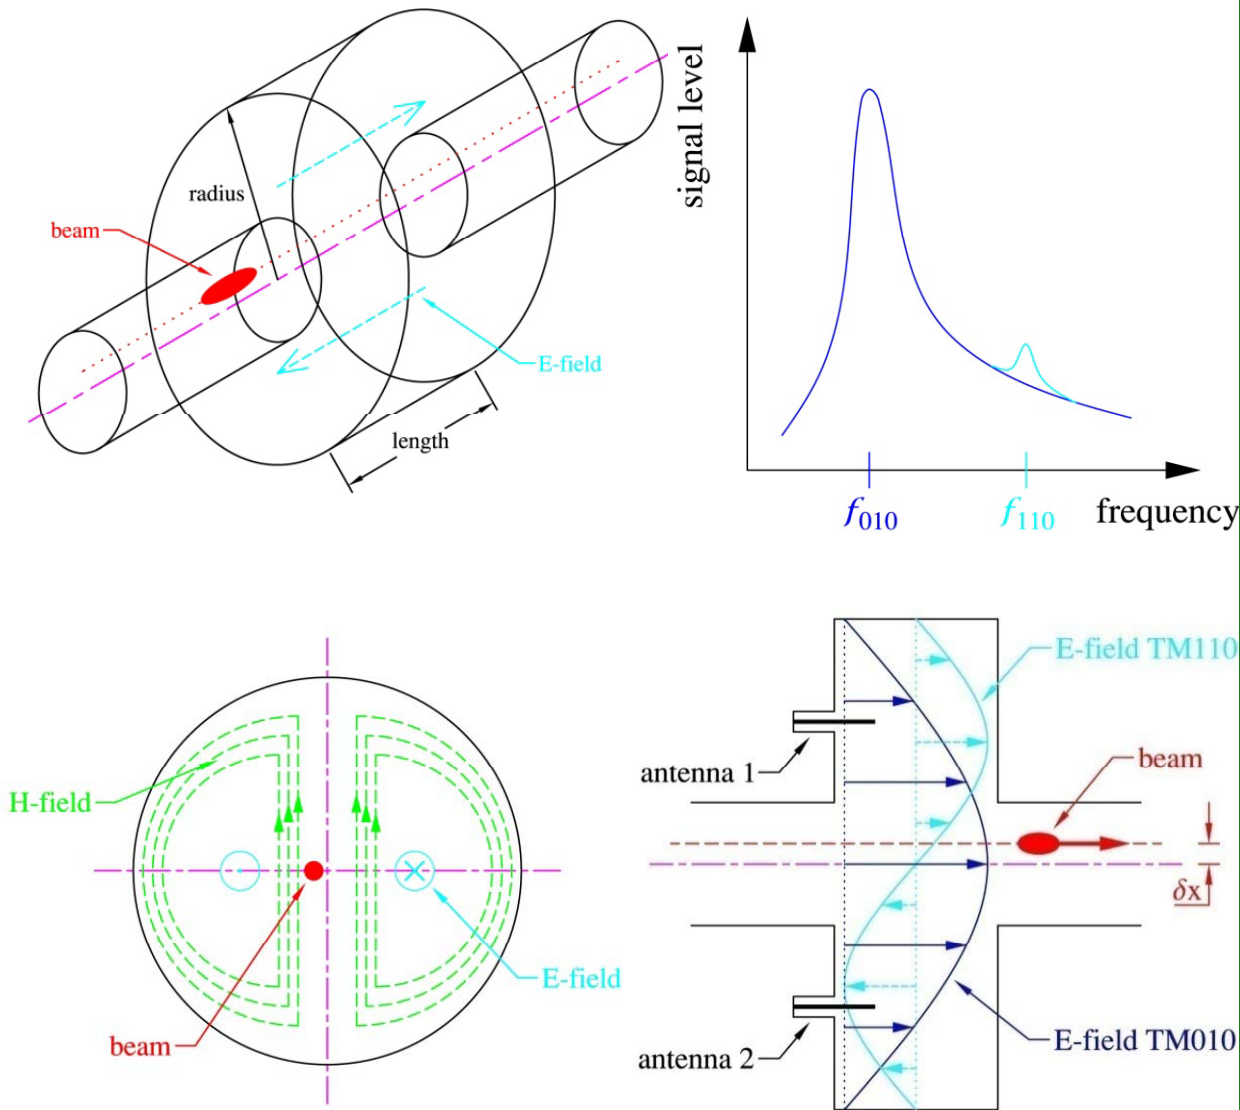 radius
beam
E-field
length
signal level
f010
f110
frequency
H-field
E-field
beam
E-field TM110
antenna 1
beam
δx
antenna 2
E-field TM010